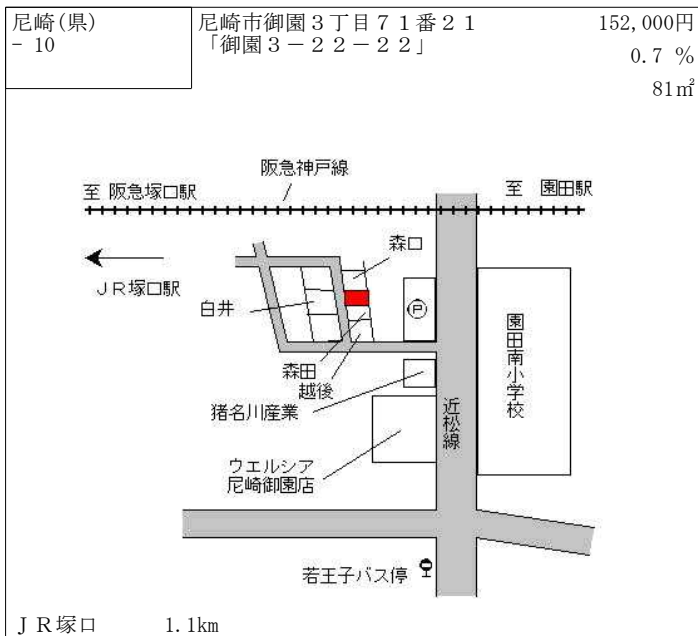 尼崎(県)
- 10
尼崎市御園３丁目７１番２１
「御園３－２２－２２」
152,000円
0.7 %
81㎡
阪急神戸線
至 阪急塚口駅
至 園田駅
ＪＲ塚口駅
森口
白井
Ｐ
園田南小学校
森田
越後
猪名川産業
近松線
ウエルシア
尼崎御園店
若王子バス停
ＪＲ塚口 1.1km